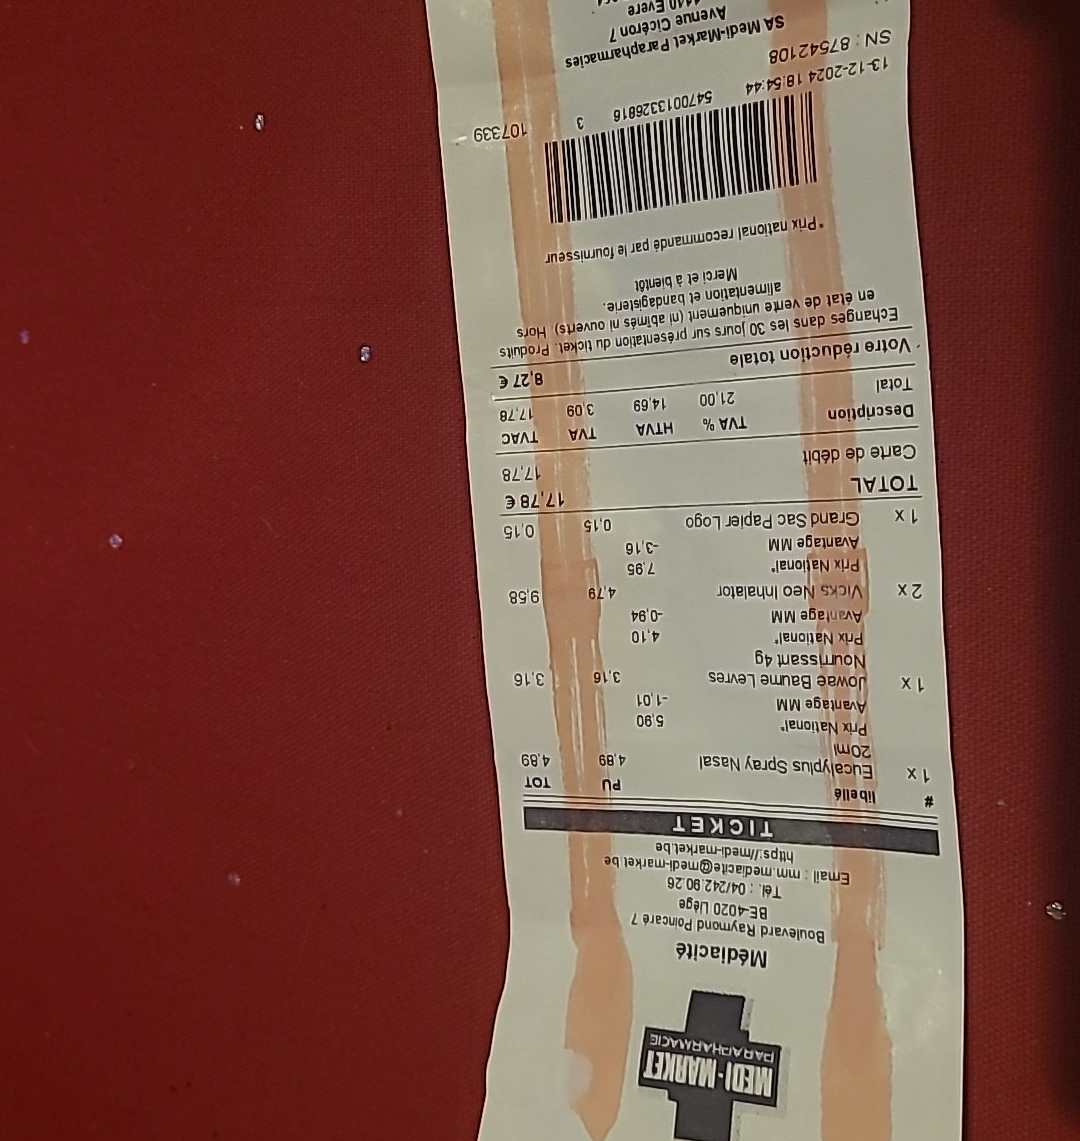 MEDI-MARKET
PARAPHARMACIE
Médiacité
Boulevard Raymond Poincaré 7
BE-4020 Liège
Tél. : 04/242.90.26
Email : mm.mediacite@medi-market.be
https://medi-market.be
TICKET
# libellé PU TOT
1 x Eucalyplus Spray Nasal 4,89 4,89
20ml
Prix National* 5,90
Avantage MM -1,01
1 x Jowae Baume Levres 3,16 3,16
Nourrissant 4g
Prix National* 4,10
Avantage MM -0,94
2 x Vicks Neo Inhalator 4,79 9,58
Prix National* 7,95
Avantage MM -3,16
1 x Grand Sac Papier Logo 0,15 0,15
TOTAL 17,78 €
Carte de débit 17,78
Description TVA % HTVA TVA TVAC
Total 21,00 14,69 3,09 17,78
Votre réduction totale 8,27 €
Echanges dans les 30 jours sur présentation du ticket. Produits
en état de vente uniquement (ni abîmés ni ouverts) Hors
alimentation et bandagisterie.
Merci et à bientôt
*Prix national recommandé par le fournisseur
5470013326816 3 107339
13-12-2024 18:54:44
SN : 87542108
SA Medi-Market Parapharmacies
Avenue Cicéron 7
Evere